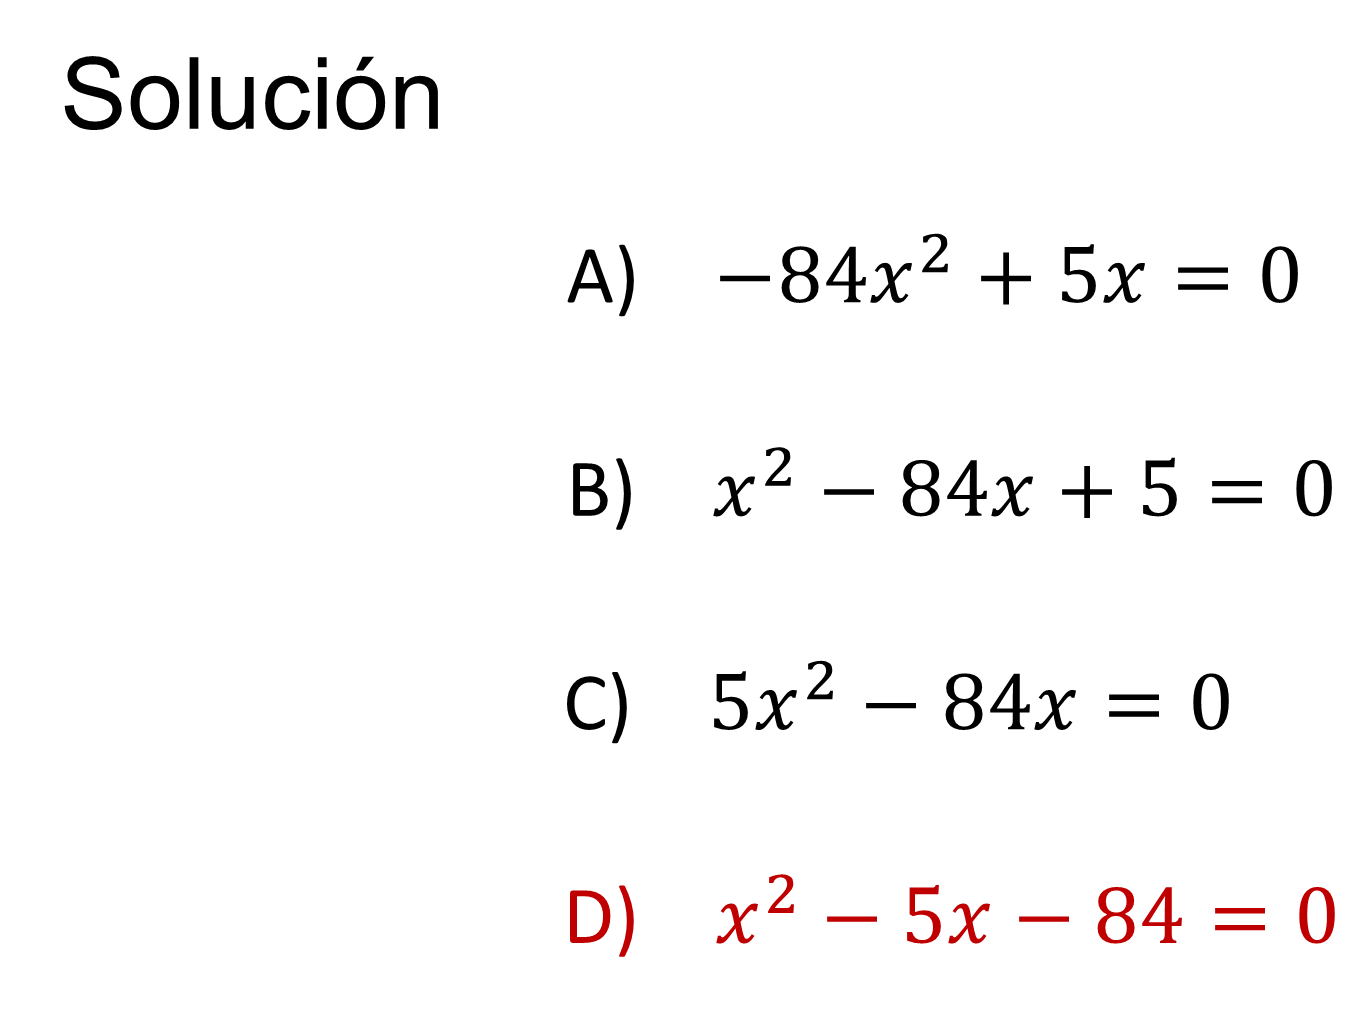 Solución
A) −84x² + 5x = 0
B) x² − 84x + 5 = 0
C) 5x² − 84x = 0
D) x² − 5x − 84 = 0